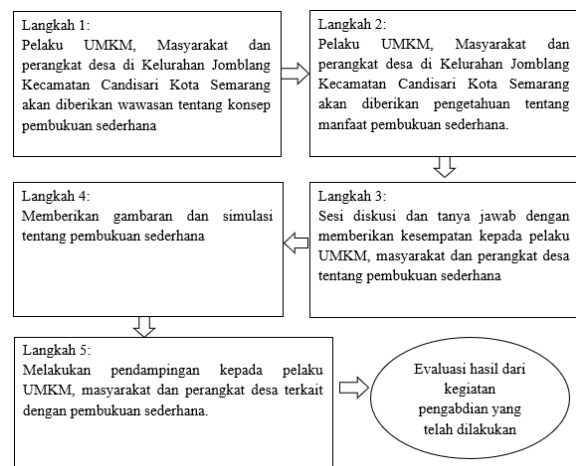 Langkah 1:
Pelaku UMKM, Masyarakat dan
perangkat desa di Kelurahan Jomblang
Kecamatan Candisari Kota Semarang
akan diberikan wawasan tentang konsep
pembukuan sederhana
Langkah 2:
Pelaku UMKM, Masyarakat dan
perangkat desa di Kelurahan Jomblang
Kecamatan Candisari Kota Semarang
akan diberikan pengetahuan tentang
manfaat pembukuan sederhana.
Langkah 3:
Sesi diskusi dan tanya jawab dengan
memberikan kesempatan kepada pelaku
UMKM, masyarakat dan perangkat desa
tentang pembukuan sederhana
Langkah 4:
Memberikan gambaran dan simulasi
tentang pembukuan sederhana
Langkah 5:
Melakukan pendampingan kepada pelaku
UMKM, masyarakat dan perangkat desa terkait
dengan pembukuan sederhana.
Evaluasi hasil dari
kegiatan
pengabdian yang
telah dilakukan